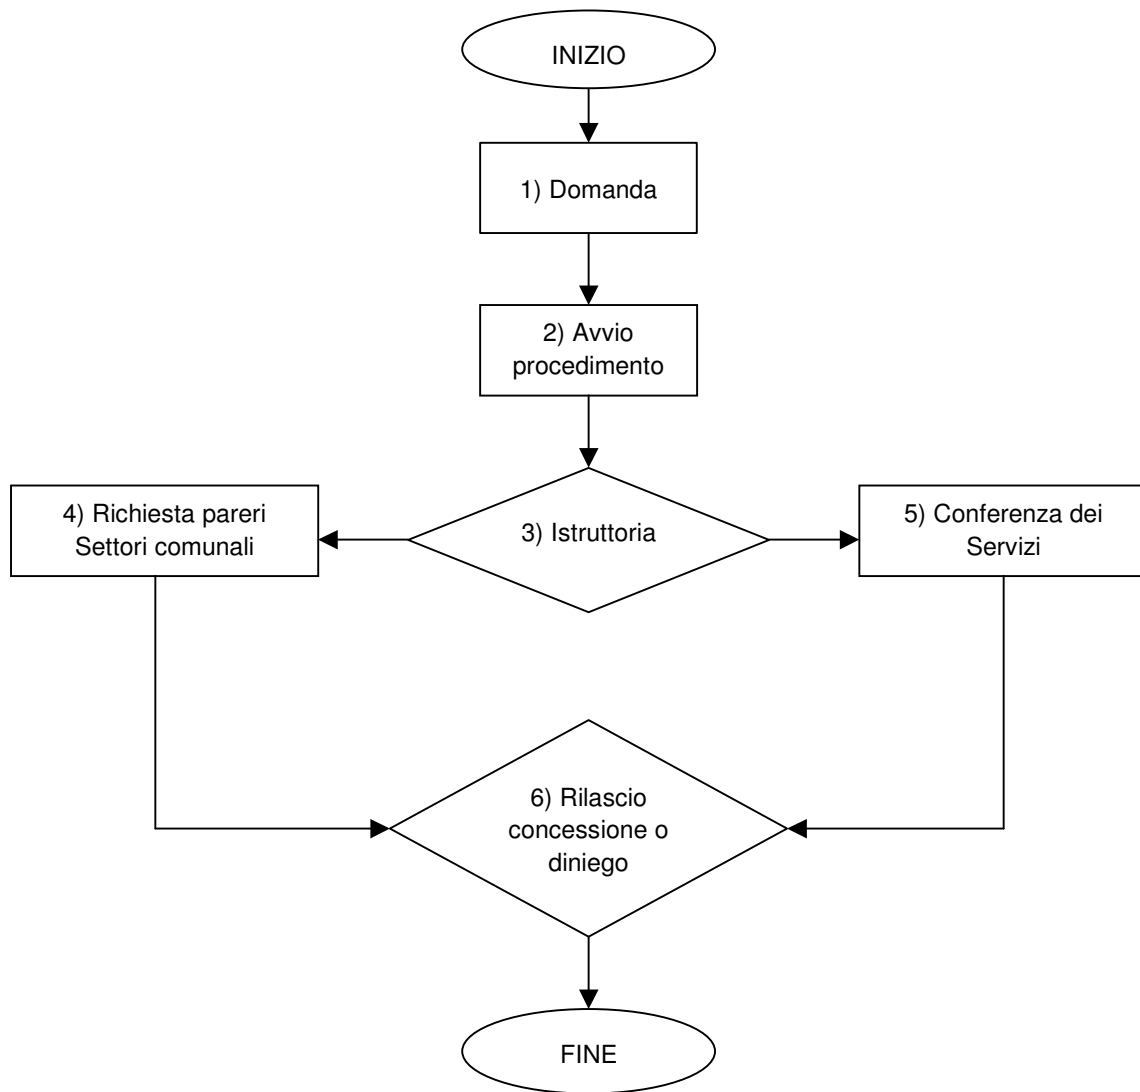 INIZIO
1) Domanda
2) Avvio
procedimento
3) Istruttoria
4) Richiesta pareri
Settori comunali
5) Conferenza dei
Servizi
6) Rilascio
concessione o
diniego
FINE